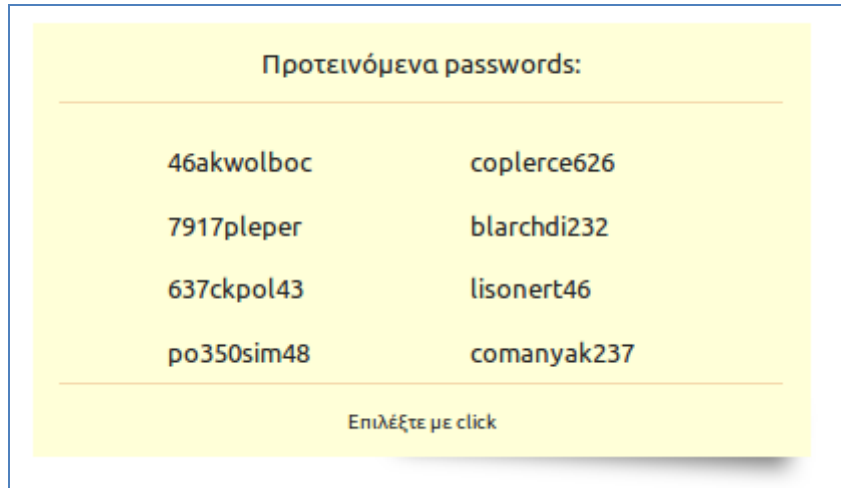 Προτεινόμενα passwords:
46akwolboc coplerce626
7917pleper blarchdi232
637ckpol43 lisonert46
po350sim48 comanyak237
Επιλέξτε με click